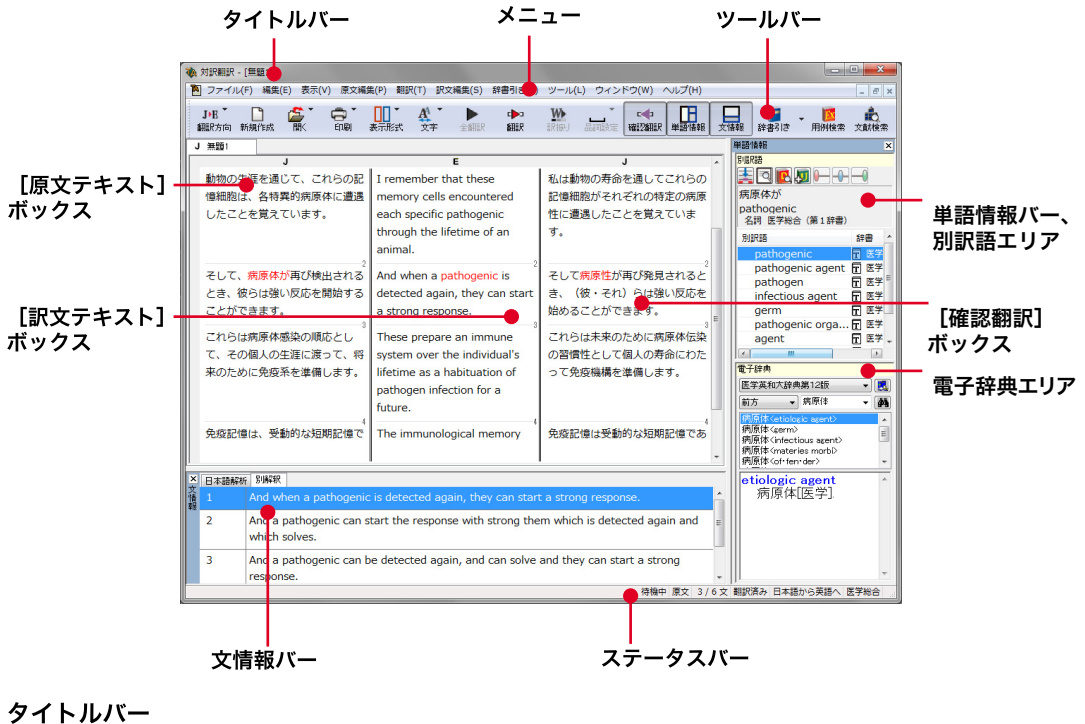 タイトルバー
メニュー
ツールバー
対訳翻訳 - [無題
ファイル(F) 編集(E) 表示(V) 原文編集(P) 翻訳(T) 訳文編集(S) 辞書引き ツール(L) ウィンドウ(W) ヘルプ(H)
J▶E
翻訳方向 新規作成 開く 印刷 表示形式 文字 全翻訳 翻訳 訳振り 品詞設定 確認翻訳 単語情報 文情報 辞書引き 用例検索 文献検索
J 無題1
J
E
J
[原文テキスト]
ボックス
動物の生涯を通じて、これらの記
憶細胞は、各特異的病原体に遭遇
したことを覚えています。
I remember that these
memory cells encountered
each specific pathogenic
through the lifetime of an
animal.
私は動物の寿命を通してこれらの
記憶細胞がそれぞれの特定の病原
性に遭遇したことを覚えていま
す。
2
2
2
そして、病原体が再び検出される
とき、彼らは強い反応を開始する
ことができます。
And when a pathogenic is
detected again, they can start
a strong response.
そして病原性が再び発見されると
き、（彼・それ）らは強い反応を
始めることができます。
[訳文テキスト]
ボックス
3
3
3
これらは病原体感染の順応とし
て、その個人の生涯に渡って、将
来のために免疫系を準備します。
These prepare an immune
system over the individual's
lifetime as a habituation of
pathogen infection for a
future.
これらは未来のために病原体伝染
の習慣性として個人の寿命にわた
って免疫機構を準備します。
4
4
4
免疫記憶は、受動的な短期記憶で
The immunological memory
免疫記憶は受動的な短期記憶であ
単語情報
別訳語
病原体が
pathogenic
名詞 医学総合（第１辞書）
単語情報バー、
別訳語エリア
別訳語 辞書
pathogenic 医学
pathogenic agent 医学
pathogen 医学
infectious agent 医学
germ 医学
pathogenic orga... 医学
agent 医学
[確認翻訳]
ボックス
電子辞典
電子辞典エリア
医学英和大辞典第12版
前方 病原体
病原体<etiologic agent>
病原体<germ>
病原体<infectious agent>
病原体<materies morbi>
病原体<of・fen・der>
etiologic agent
病原体[医学].
文情報
日本語解析 別解釈
1 And when a pathogenic is detected again, they can start a strong response.
2 And a pathogenic can start the response with strong them which is detected again and
which solves.
3 And a pathogenic can be detected again, and can solve and they can start a strong
response.
待機中 原文 3 / 6 文 翻訳済み 日本語から英語へ 医学総合
文情報バー
ステータスバー
タイトルバー